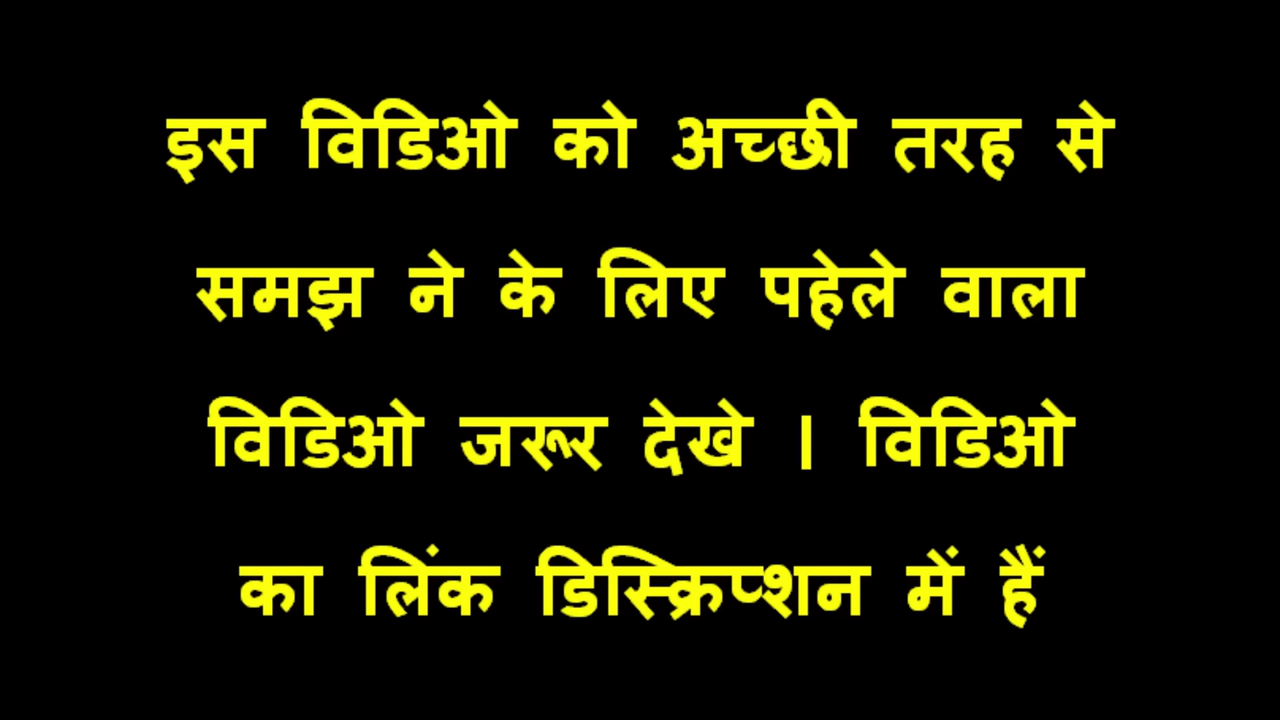 इस विडिओ को अच्छी तरह से
समझ ने के लिए पहेले वाला
विडिओ जरूर देखे । विडिओ
का लिंक डिस्क्रिप्शन में हैं